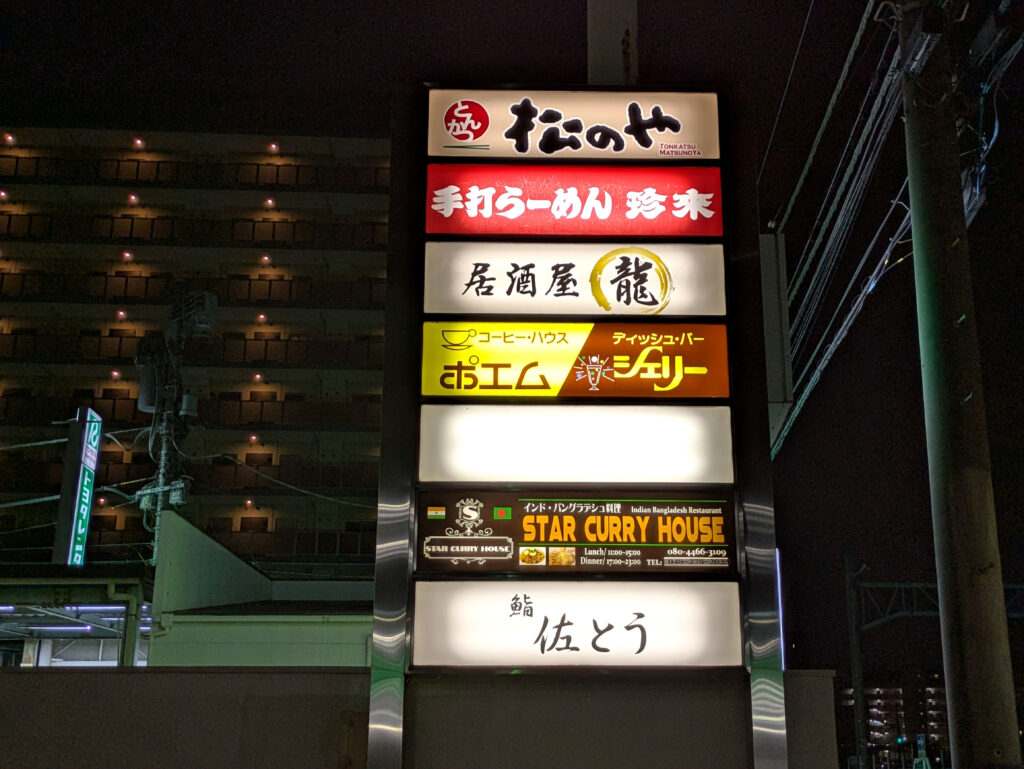 とんかつ
松のや
TONKATSU
MATSUNOYA
手打らーめん 珍來
居酒屋 龍
コーヒー・ハウス
ポエム
ディッシュ・バー
シェリー
S
STAR CURRY HOUSE
インド・バングラデシュ料理 Indian Bangladesh Restaurant
STAR CURRY HOUSE
Lunch/ 11:00-15:00
Dinner/ 17:00-23:00
080-4466-3109
TEL:
鮨
佐とう